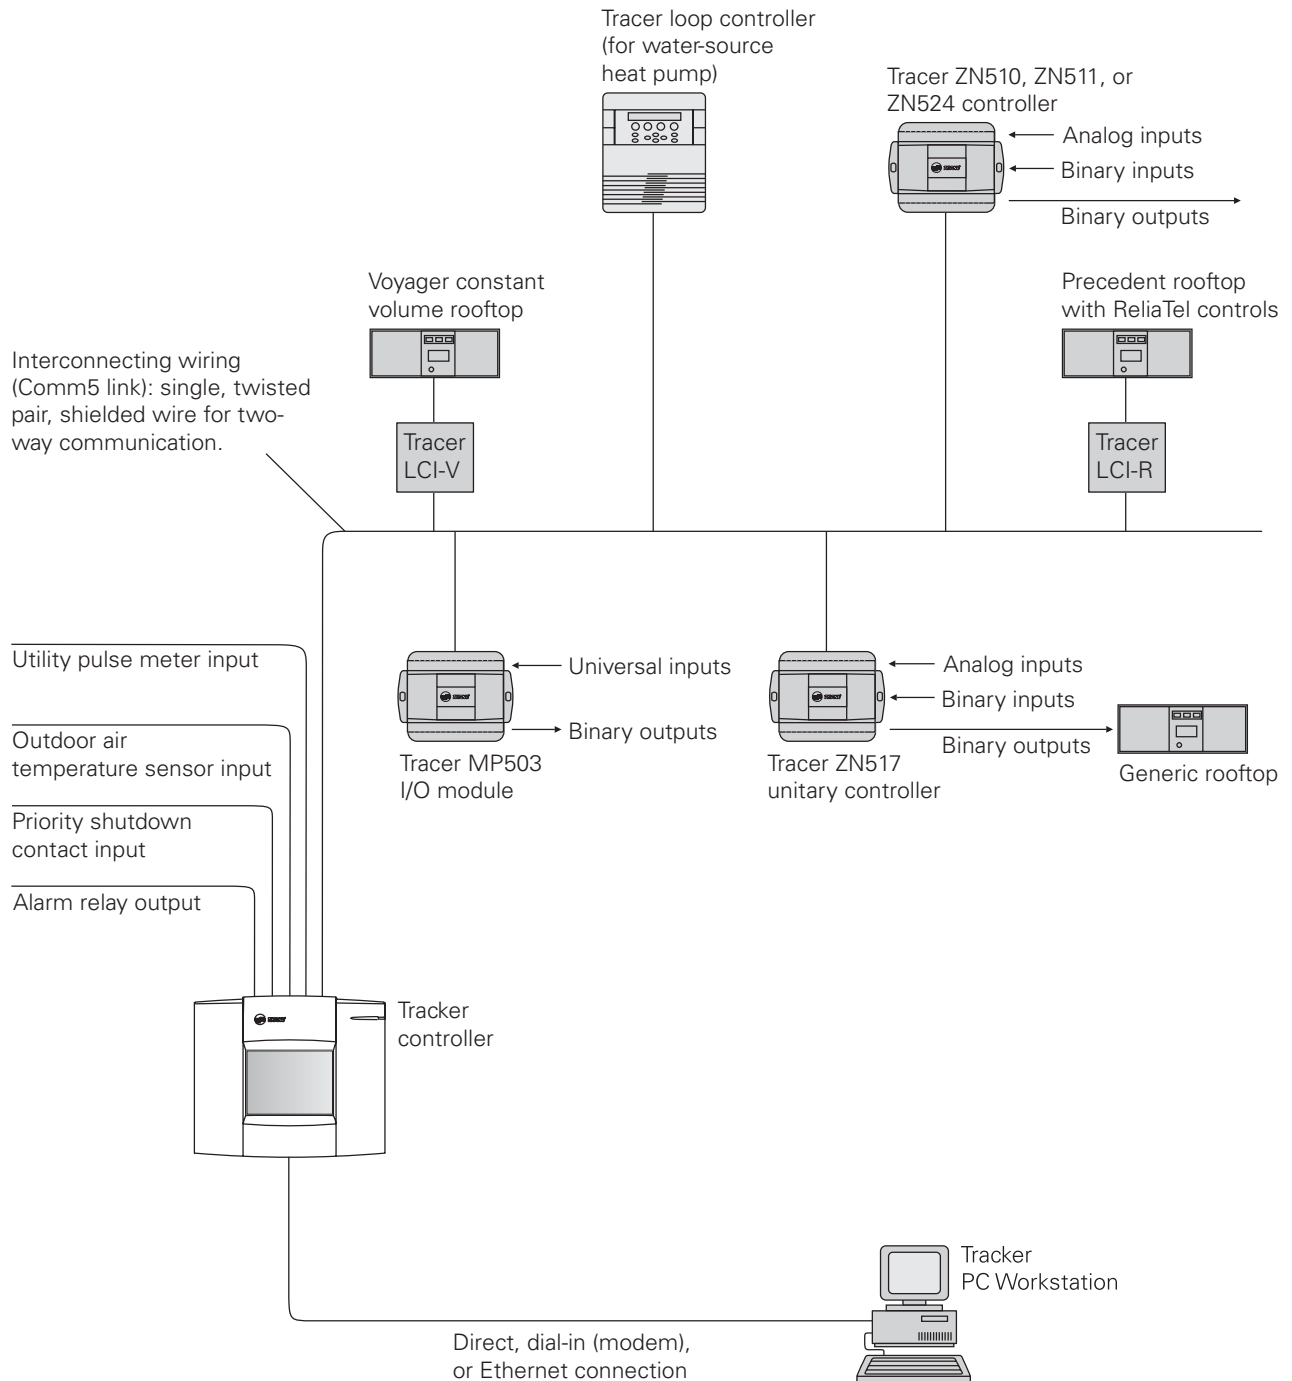 Tracer loop controller
(for water-source
heat pump)
Tracer ZN510, ZN511, or
ZN524 controller
Analog inputs
Binary inputs
Binary outputs
Voyager constant
volume rooftop
Precedent rooftop
with ReliaTel controls
Interconnecting wiring
(Comm5 link): single, twisted
pair, shielded wire for two-
way communication.
Tracer
LCI-V
Tracer
LCI-R
Utility pulse meter input
Universal inputs
Binary outputs
Tracer MP503
I/O module
Analog inputs
Binary inputs
Binary outputs
Tracer ZN517
unitary controller
Generic rooftop
Outdoor air
temperature sensor input
Priority shutdown
contact input
Alarm relay output
Tracker
controller
Tracker
PC Workstation
Direct, dial-in (modem),
or Ethernet connection